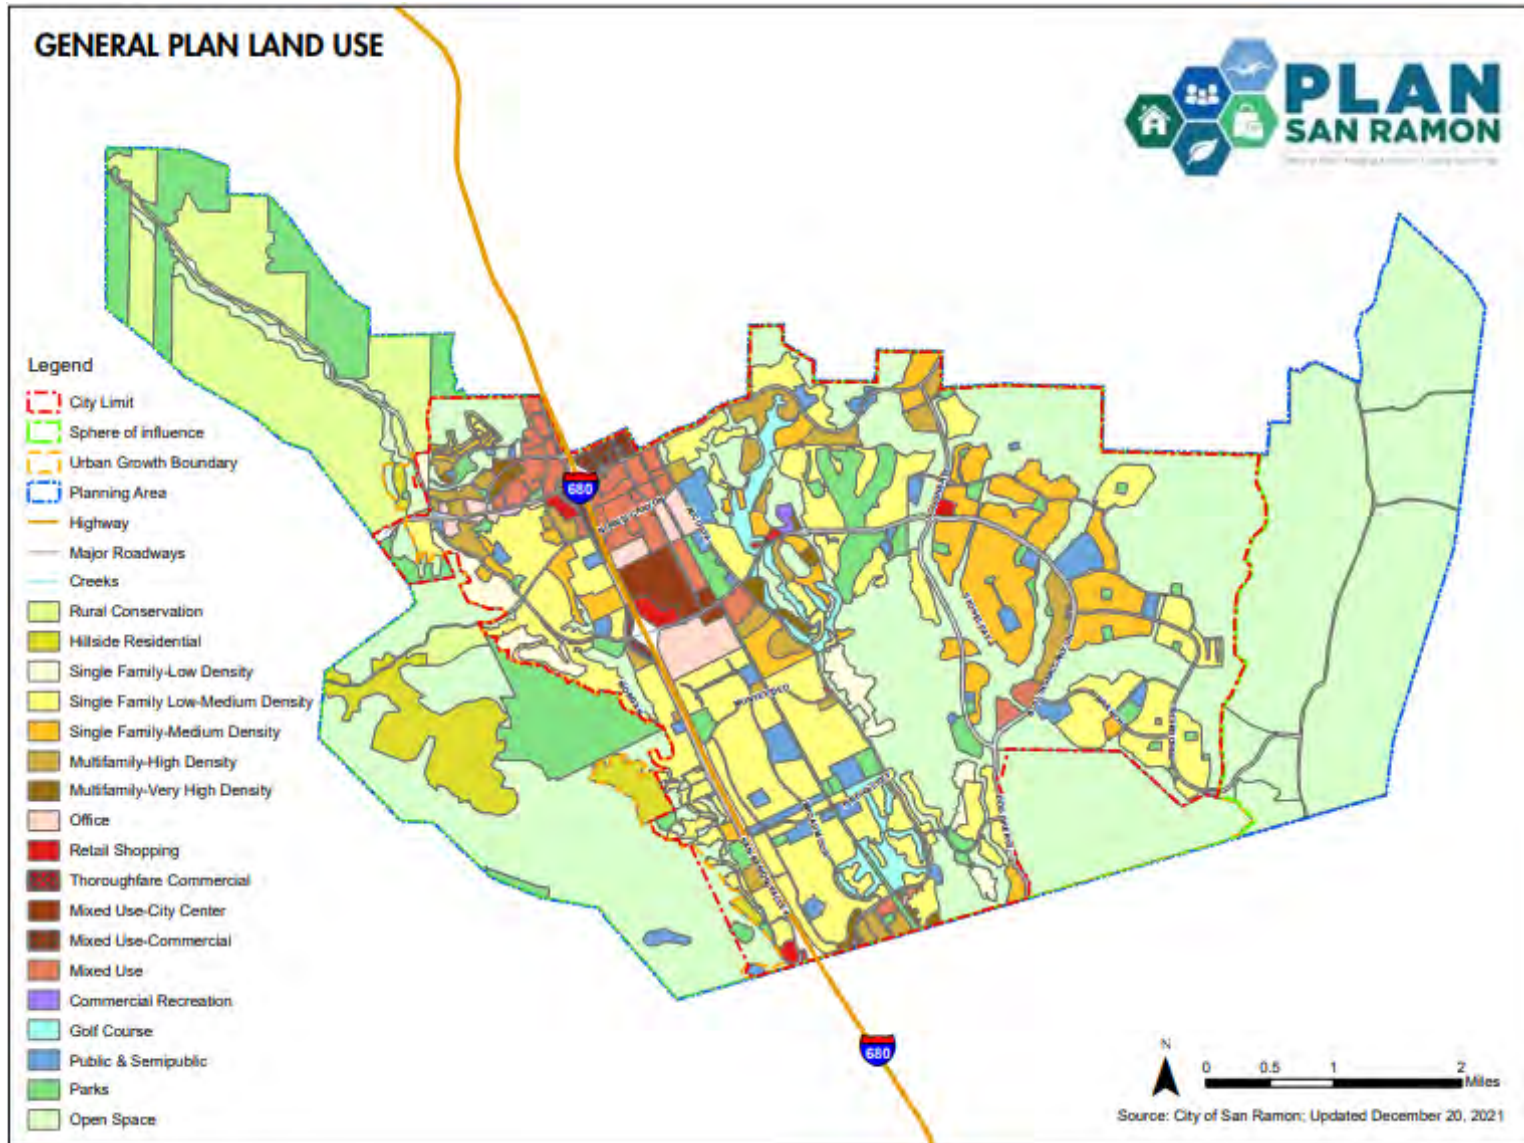 GENERAL PLAN LAND USE
PLAN
SAN RAMON
Legend
City Limit
Sphere of influence
Urban Growth Boundary
Planning Area
Highway
Major Roadways
Creeks
Rural Conservation
Hillside Residential
Single Family-Low Density
Single Family Low-Medium Density
Single Family-Medium Density
Multifamily-High Density
Multifamily-Very High Density
Office
Retail Shopping
Thoroughfare Commercial
Mixed Use-City Center
Mixed Use-Commercial
Mixed Use
Commercial Recreation
Golf Course
Public & Semipublic
Parks
Open Space
680
MONTEVIDEO
680
N
0 0.5 1 2
Miles
Source: City of San Ramon; Updated December 20, 2021